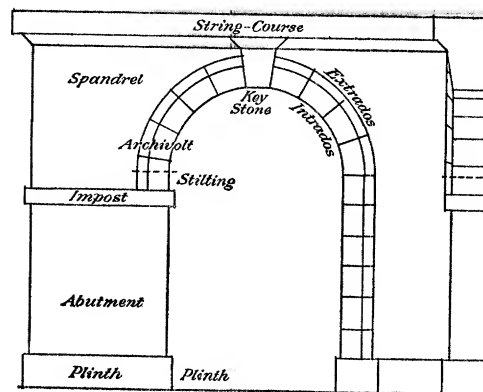 String-Course
Spandrel
Key
Stone
Extrados
Intrados
Archivolt
Stilting
Impost
Abutment
Plinth
Plinth